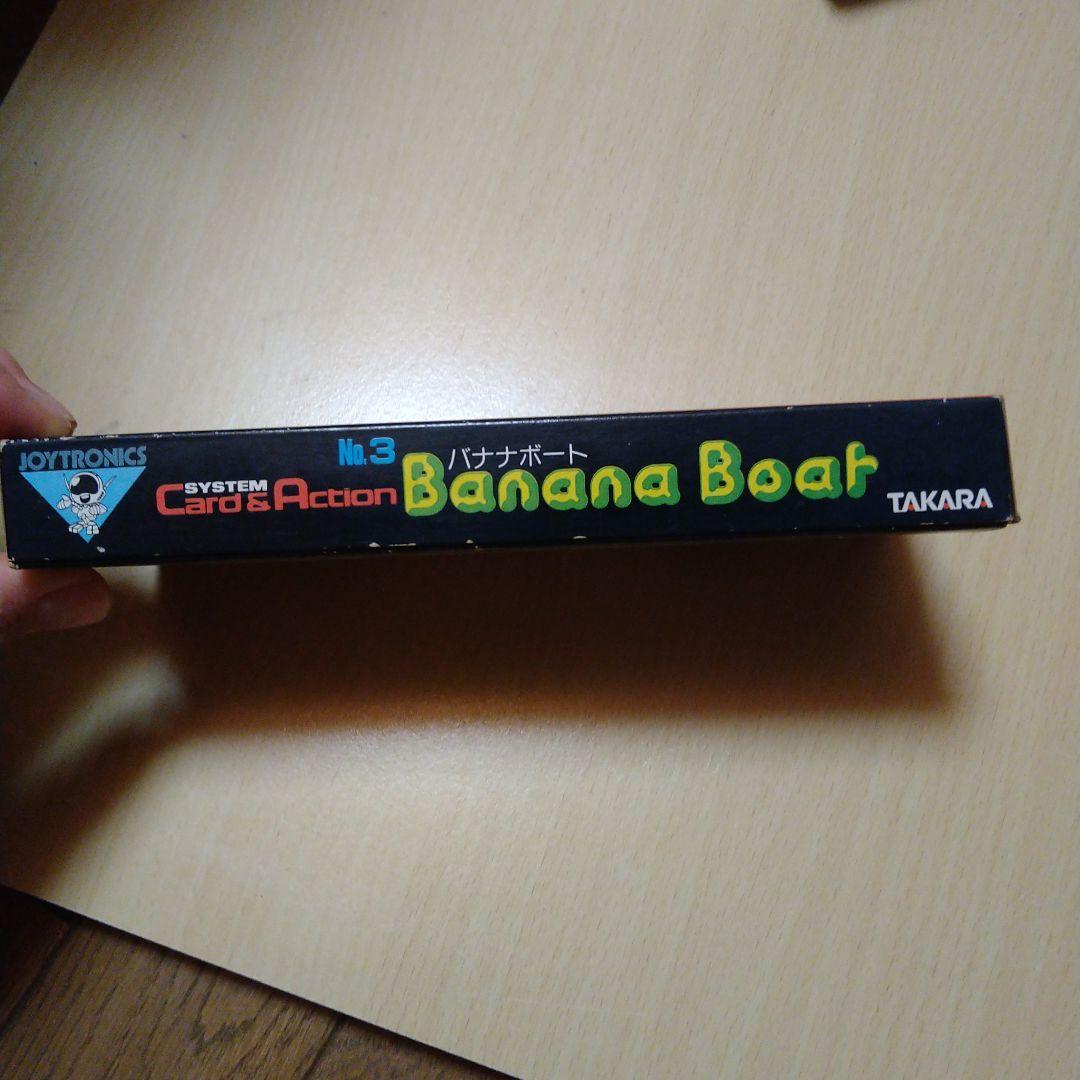 JOYTRONICS
SYSTEM
Card & Action
No.3
バナナボート
Banana Boat
TAKARA